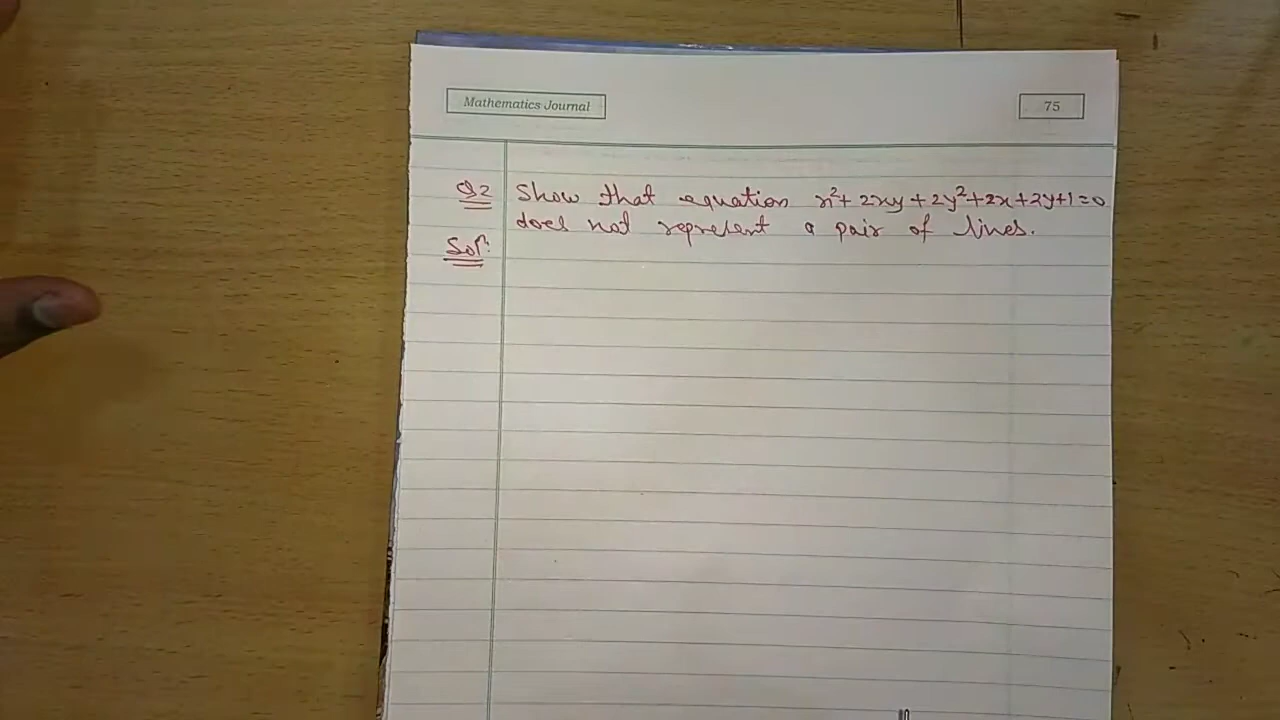 Mathematics Journal
75
Q2 Show that equation x²+ 2xy + 2y²+2x+2y+1=0
does not represent a pair of lines.
Solⁿ: